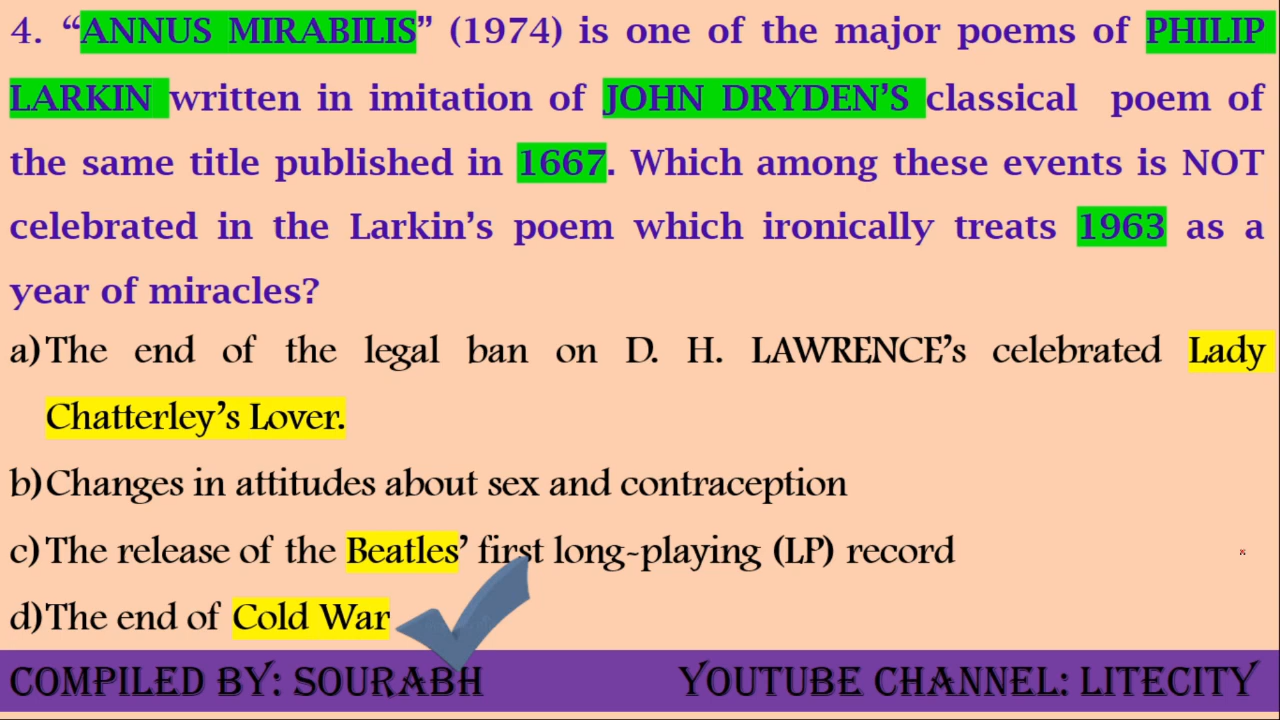 4. “ANNUS MIRABILIS” (1974) is one of the major poems of PHILIP
LARKIN written in imitation of JOHN DRYDEN’S classical poem of
the same title published in 1667. Which among these events is NOT
celebrated in the Larkin’s poem which ironically treats 1963 as a
year of miracles?
a) The end of the legal ban on D. H. LAWRENCE’s celebrated Lady
Chatterley’s Lover.
b) Changes in attitudes about sex and contraception
c) The release of the Beatles’ first long-playing (LP) record
d) The end of Cold War
COMPILED BY: SOURABH YOUTUBE CHANNEL: LITECITY